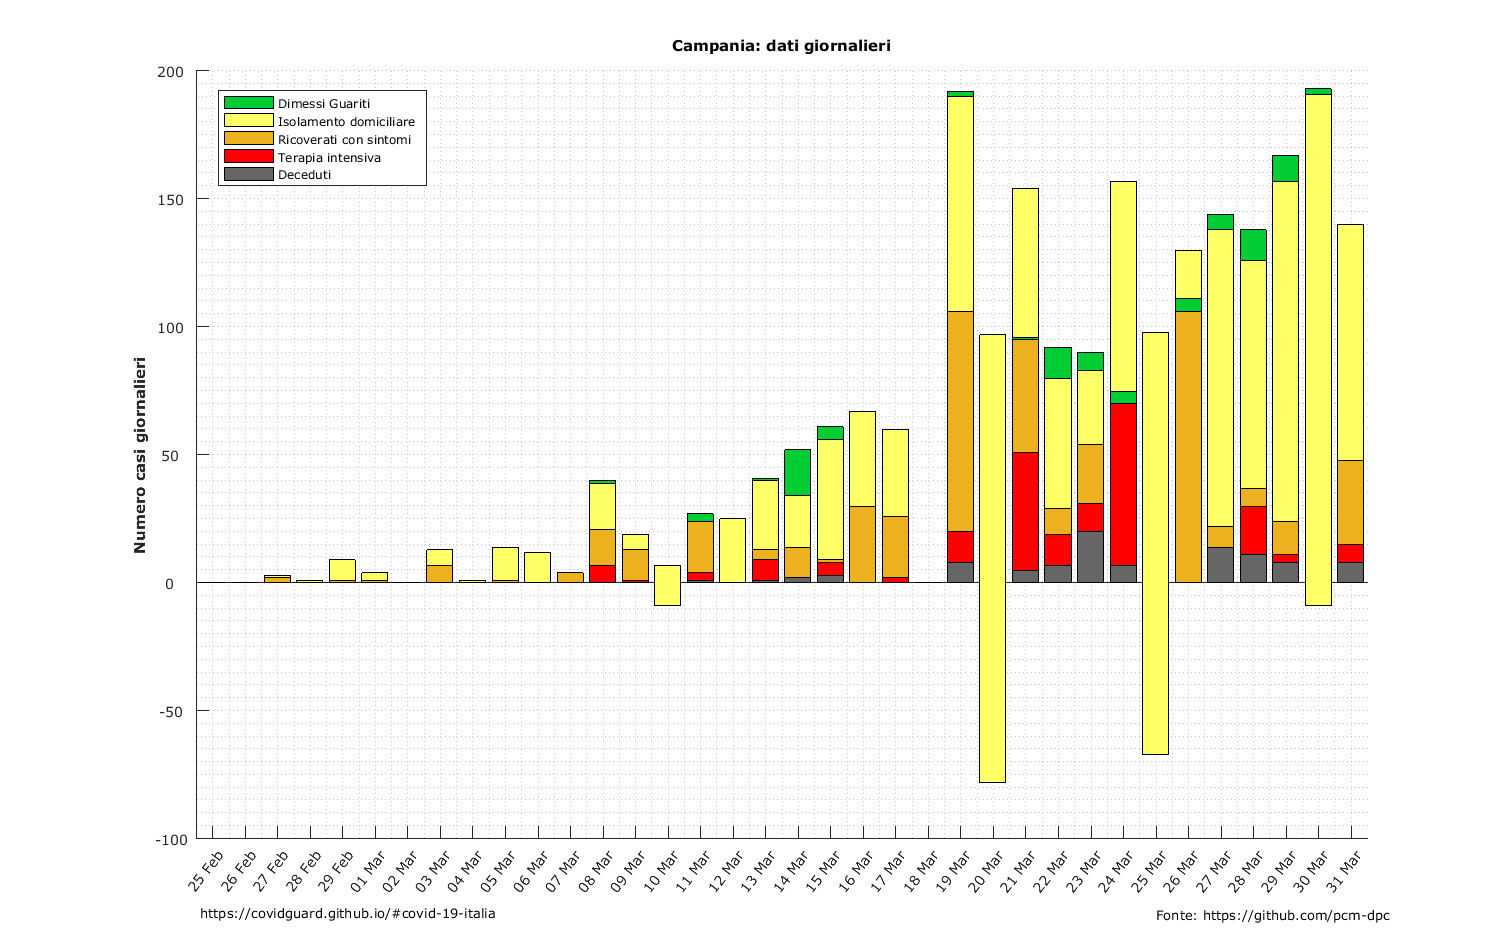 Campania: dati giornalieri
200
150
100
50
0
-50
-100
Numero casi giornalieri
Dimessi Guariti
Isolamento domiciliare
Ricoverati con sintomi
Terapia intensiva
Deceduti
25 Feb
26 Feb
27 Feb
28 Feb
29 Feb
01 Mar
02 Mar
03 Mar
04 Mar
05 Mar
06 Mar
07 Mar
08 Mar
09 Mar
10 Mar
11 Mar
12 Mar
13 Mar
14 Mar
15 Mar
16 Mar
17 Mar
18 Mar
19 Mar
20 Mar
21 Mar
22 Mar
23 Mar
24 Mar
25 Mar
26 Mar
27 Mar
28 Mar
29 Mar
30 Mar
31 Mar
https://covidguard.github.io/#covid-19-italia
Fonte: https://github.com/pcm-dpc